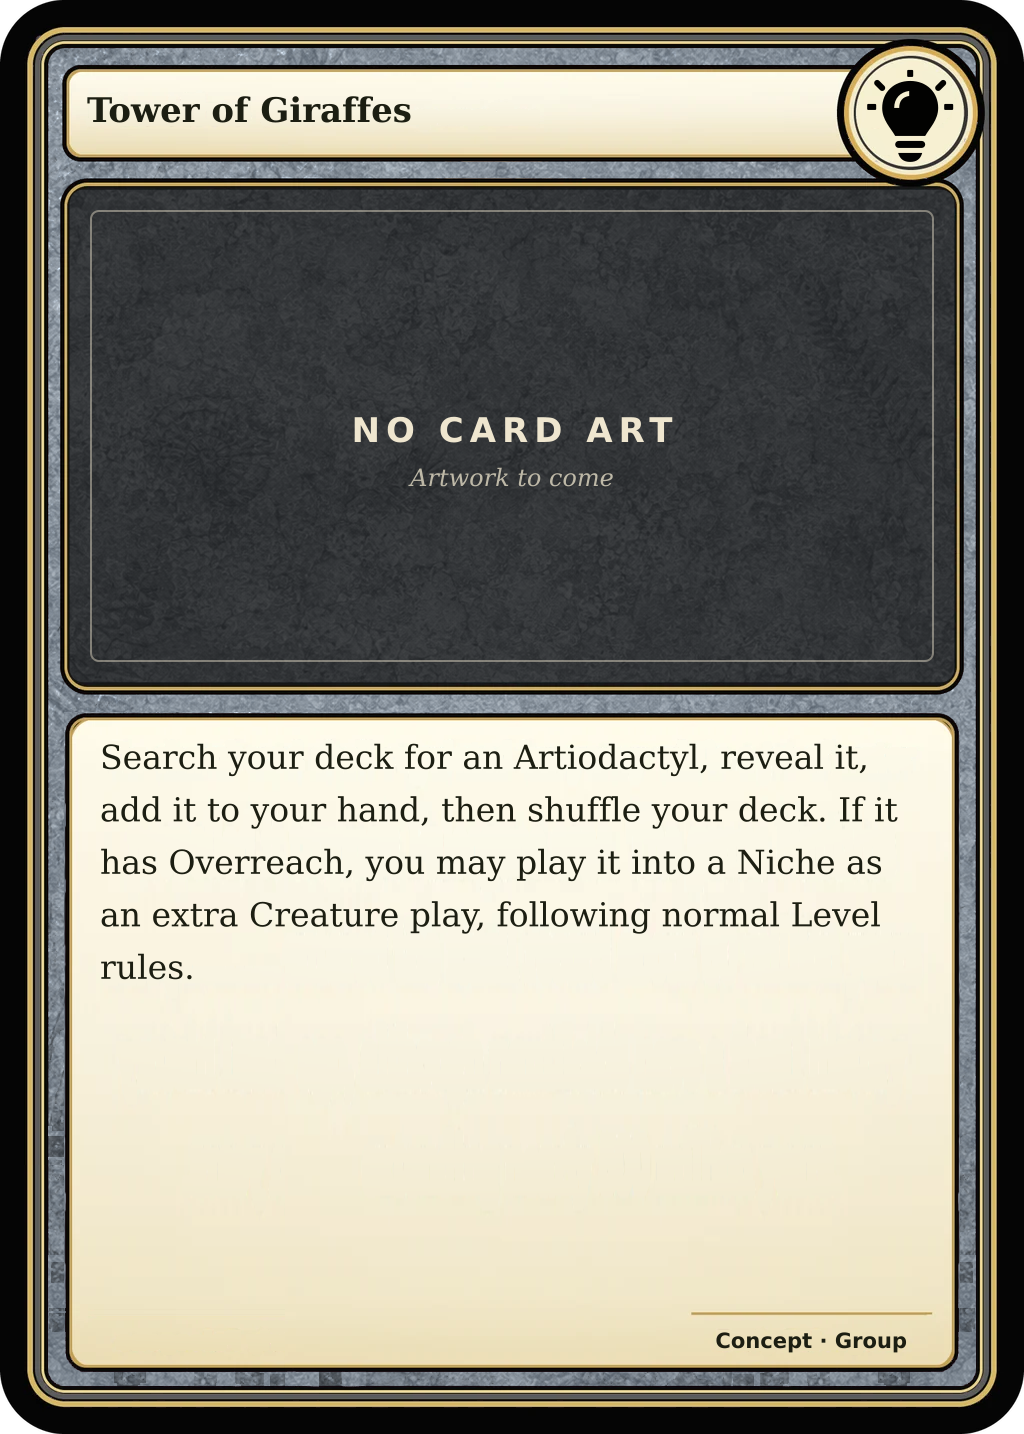 Tower of Giraffes
NO CARD ART
Artwork to come
Search your deck for an Artiodactyl, reveal it,
add it to your hand, then shuffle your deck. If it
has Overreach, you may play it into a Niche as
an extra Creature play, following normal Level
rules.
Concept · Group